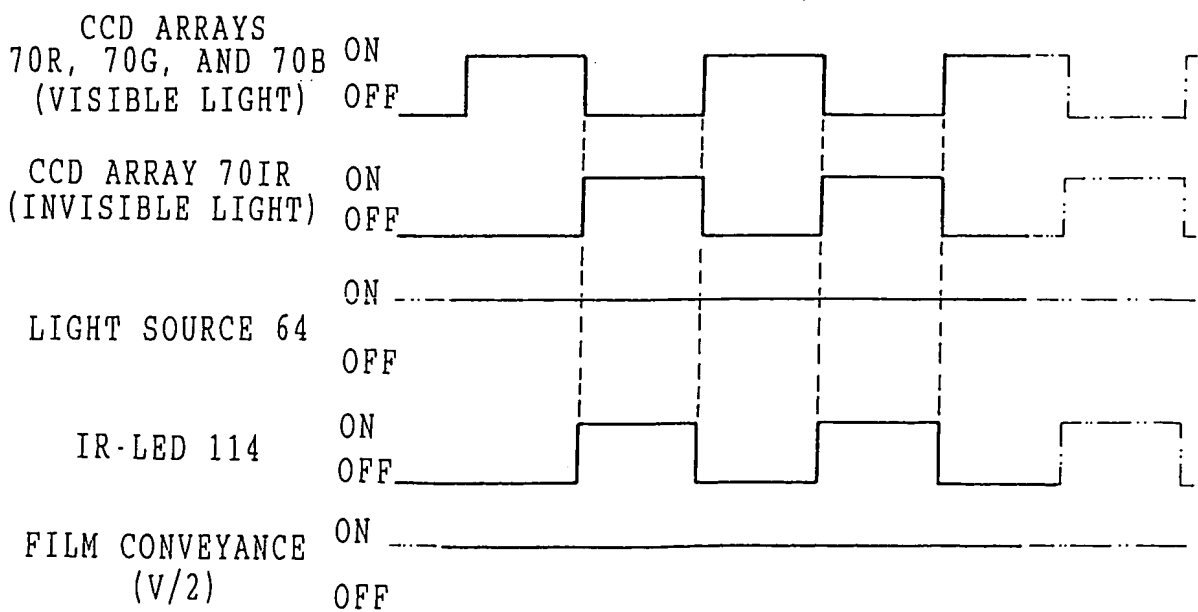 CCD ARRAYS
70R, 70G, AND 70B
(VISIBLE LIGHT)
ON
OFF
CCD ARRAY 70IR
(INVISIBLE LIGHT)
ON
OFF
LIGHT SOURCE 64
ON
OFF
IR-LED 114
ON
OFF
FILM CONVEYANCE
(V/2)
ON
OFF